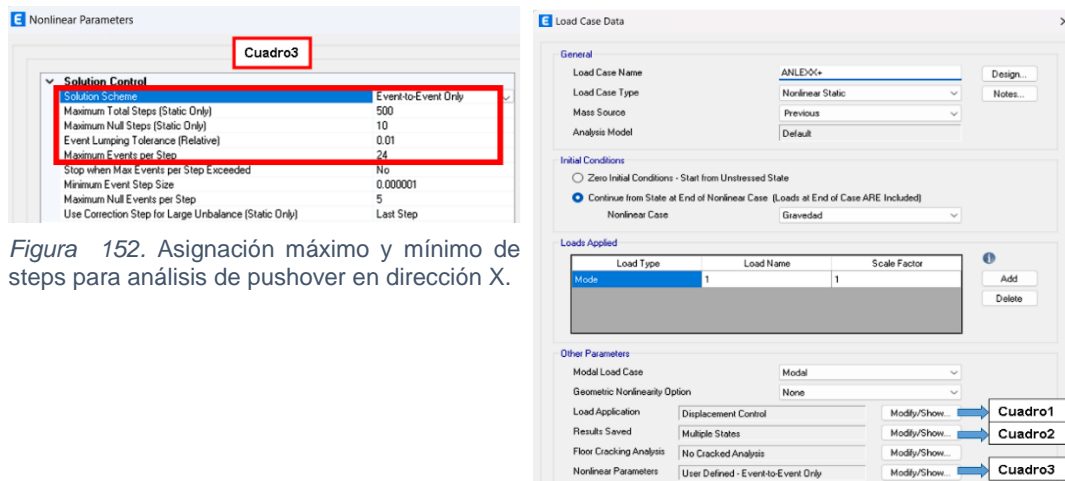 E Nonlinear Parameters
Cuadro3
Solution Control
Solution Scheme Event-to-Event Only
Maximum Total Steps (Static Only) 500
Maximum Null Steps (Static Only) 10
Event Lumping Tolerance (Relative) 0.01
Maximum Events per Step 24
Stop when Max Events per Step Exceeded No
Minimum Event Step Size 0.000001
Maximum Null Events per Step 5
Use Correction Step for Large Unbalance (Static Only) Last Step
Figura 152. Asignación máximo y mínimo de
steps para análisis de pushover en dirección X.
E Load Case Data
General
Load Case Name ANLEXX+ Design...
Load Case Type Nonlinear Static Notes...
Mass Source Previous
Analysis Model Default
Initial Conditions
Zero Initial Conditions - Start from Unstressed State
Continue from State at End of Nonlinear Case (Loads at End of Case ARE Included)
Nonlinear Case Gravedad
Loads Applied
Load Type Load Name Scale Factor
Mode 1 1 Add
Delete
Other Parameters
Modal Load Case Modal
Geometric Nonlinearity Option None
Load Application Displacement Control Modify/Show... Cuadro1
Results Saved Multiple States Modify/Show... Cuadro2
Floor Cracking Analysis No Cracked Analysis Modify/Show...
Nonlinear Parameters User Defined - Event-to-Event Only Modify/Show... Cuadro3